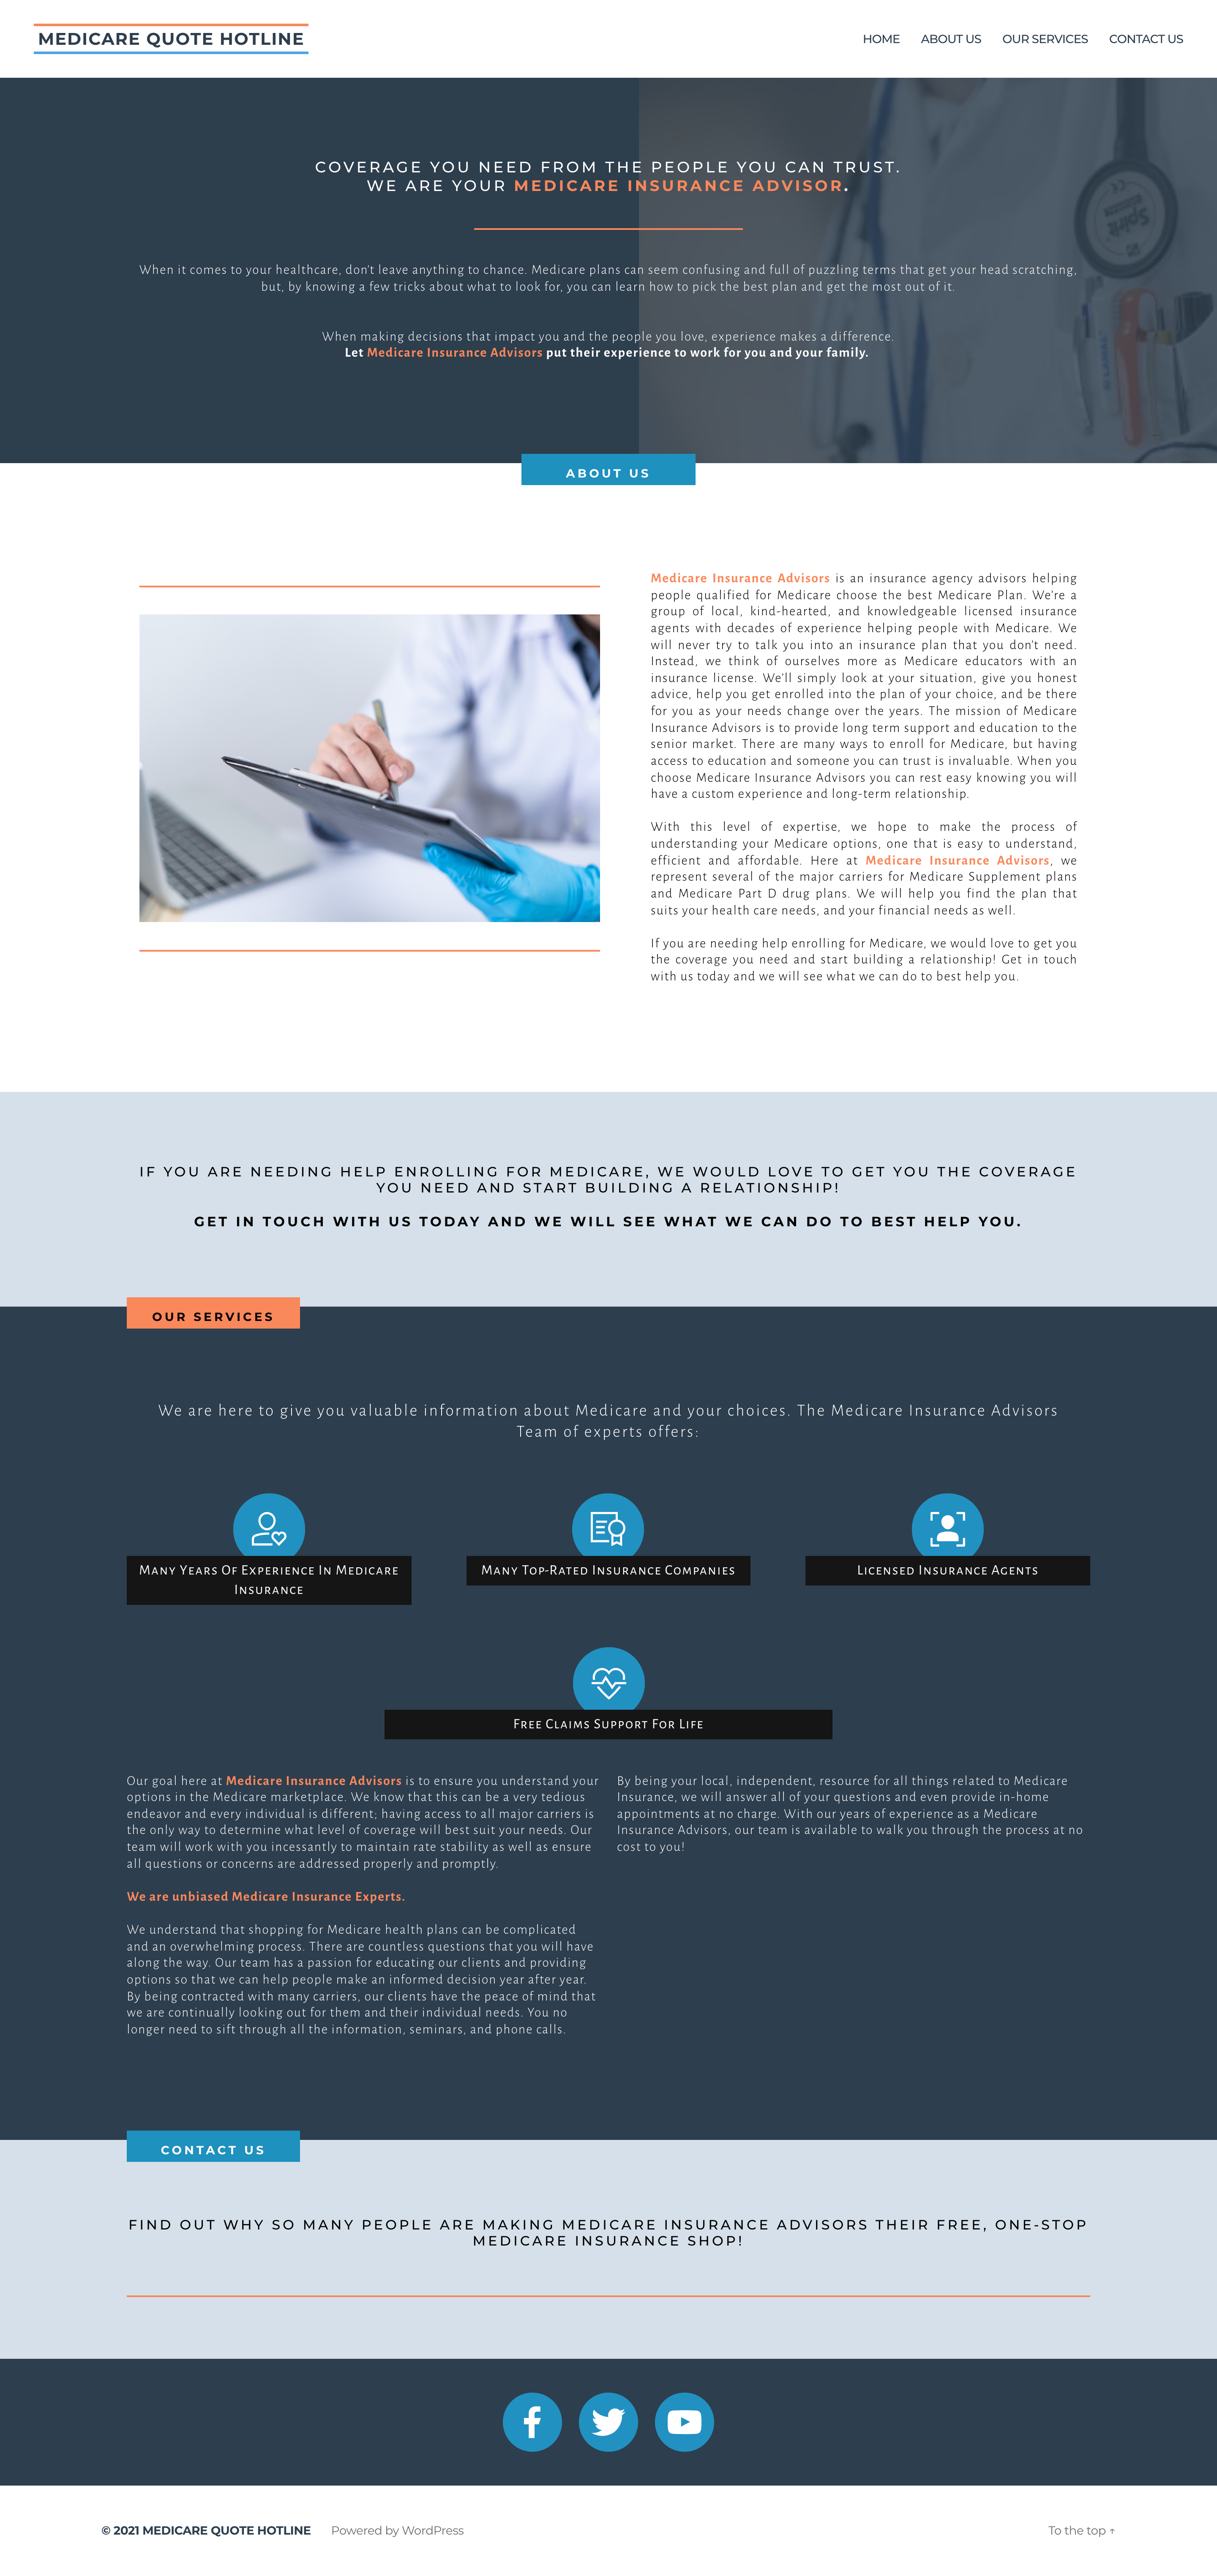 MEDICARE QUOTE HOTLINE
HOME ABOUT US OUR SERVICES CONTACT US
COVERAGE YOU NEED FROM THE PEOPLE YOU CAN TRUST.
WE ARE YOUR MEDICARE INSURANCE ADVISOR.
When it comes to your healthcare, don't leave anything to chance. Medicare plans can seem confusing and full of puzzling terms that get your head scratching,
but, by knowing a few tricks about what to look for, you can learn how to pick the best plan and get the most out of it.
When making decisions that impact you and the people you love, experience makes a difference.
Let Medicare Insurance Advisors put their experience to work for you and your family.
Spirit
ABOUT US
Medicare Insurance Advisors is an insurance agency advisors helping
people qualified for Medicare choose the best Medicare Plan. We're a
group of local, kind-hearted, and knowledgeable licensed insurance
agents with decades of experience helping people with Medicare. We
will never try to talk you into an insurance plan that you don't need.
Instead, we think of ourselves more as Medicare educators with an
insurance license. We'll simply look at your situation, give you honest
advice, help you get enrolled into the plan of your choice, and be there
for you as your needs change over the years. The mission of Medicare
Insurance Advisors is to provide long term support and education to the
senior market. There are many ways to enroll for Medicare, but having
access to education and someone you can trust is invaluable. When you
choose Medicare Insurance Advisors you can rest easy knowing you will
have a custom experience and long-term relationship.
With this level of expertise, we hope to make the process of
understanding your Medicare options, one that is easy to understand,
efficient and affordable. Here at Medicare Insurance Advisors, we
represent several of the major carriers for Medicare Supplement plans
and Medicare Part D drug plans. We will help you find the plan that
suits your health care needs, and your financial needs as well.
If you are needing help enrolling for Medicare, we would love to get you
the coverage you need and start building a relationship! Get in touch
with us today and we will see what we can do to best help you.
IF YOU ARE NEEDING HELP ENROLLING FOR MEDICARE, WE WOULD LOVE TO GET YOU THE COVERAGE
YOU NEED AND START BUILDING A RELATIONSHIP!
GET IN TOUCH WITH US TODAY AND WE WILL SEE WHAT WE CAN DO TO BEST HELP YOU.
OUR SERVICES
We are here to give you valuable information about Medicare and your choices. The Medicare Insurance Advisors
Team of experts offers:
Many Years Of Experience In Medicare
Insurance
Many Top-Rated Insurance Companies
Licensed Insurance Agents
Free Claims Support For Life
Our goal here at Medicare Insurance Advisors is to ensure you understand your
options in the Medicare marketplace. We know that this can be a very tedious
endeavor and every individual is different; having access to all major carriers is
the only way to determine what level of coverage will best suit your needs. Our
team will work with you incessantly to maintain rate stability as well as ensure
all questions or concerns are addressed properly and promptly.
We are unbiased Medicare Insurance Experts.
We understand that shopping for Medicare health plans can be complicated
and an overwhelming process. There are countless questions that you will have
along the way. Our team has a passion for educating our clients and providing
options so that we can help people make an informed decision year after year.
By being contracted with many carriers, our clients have the peace of mind that
we are continually looking out for them and their individual needs. You no
longer need to sift through all the information, seminars, and phone calls.
By being your local, independent, resource for all things related to Medicare
Insurance, we will answer all of your questions and even provide in-home
appointments at no charge. With our years of experience as a Medicare
Insurance Advisors, our team is available to walk you through the process at no
cost to you!
CONTACT US
FIND OUT WHY SO MANY PEOPLE ARE MAKING MEDICARE INSURANCE ADVISORS THEIR FREE, ONE-STOP
MEDICARE INSURANCE SHOP!
© 2021 MEDICARE QUOTE HOTLINE Powered by WordPress To the top ↑